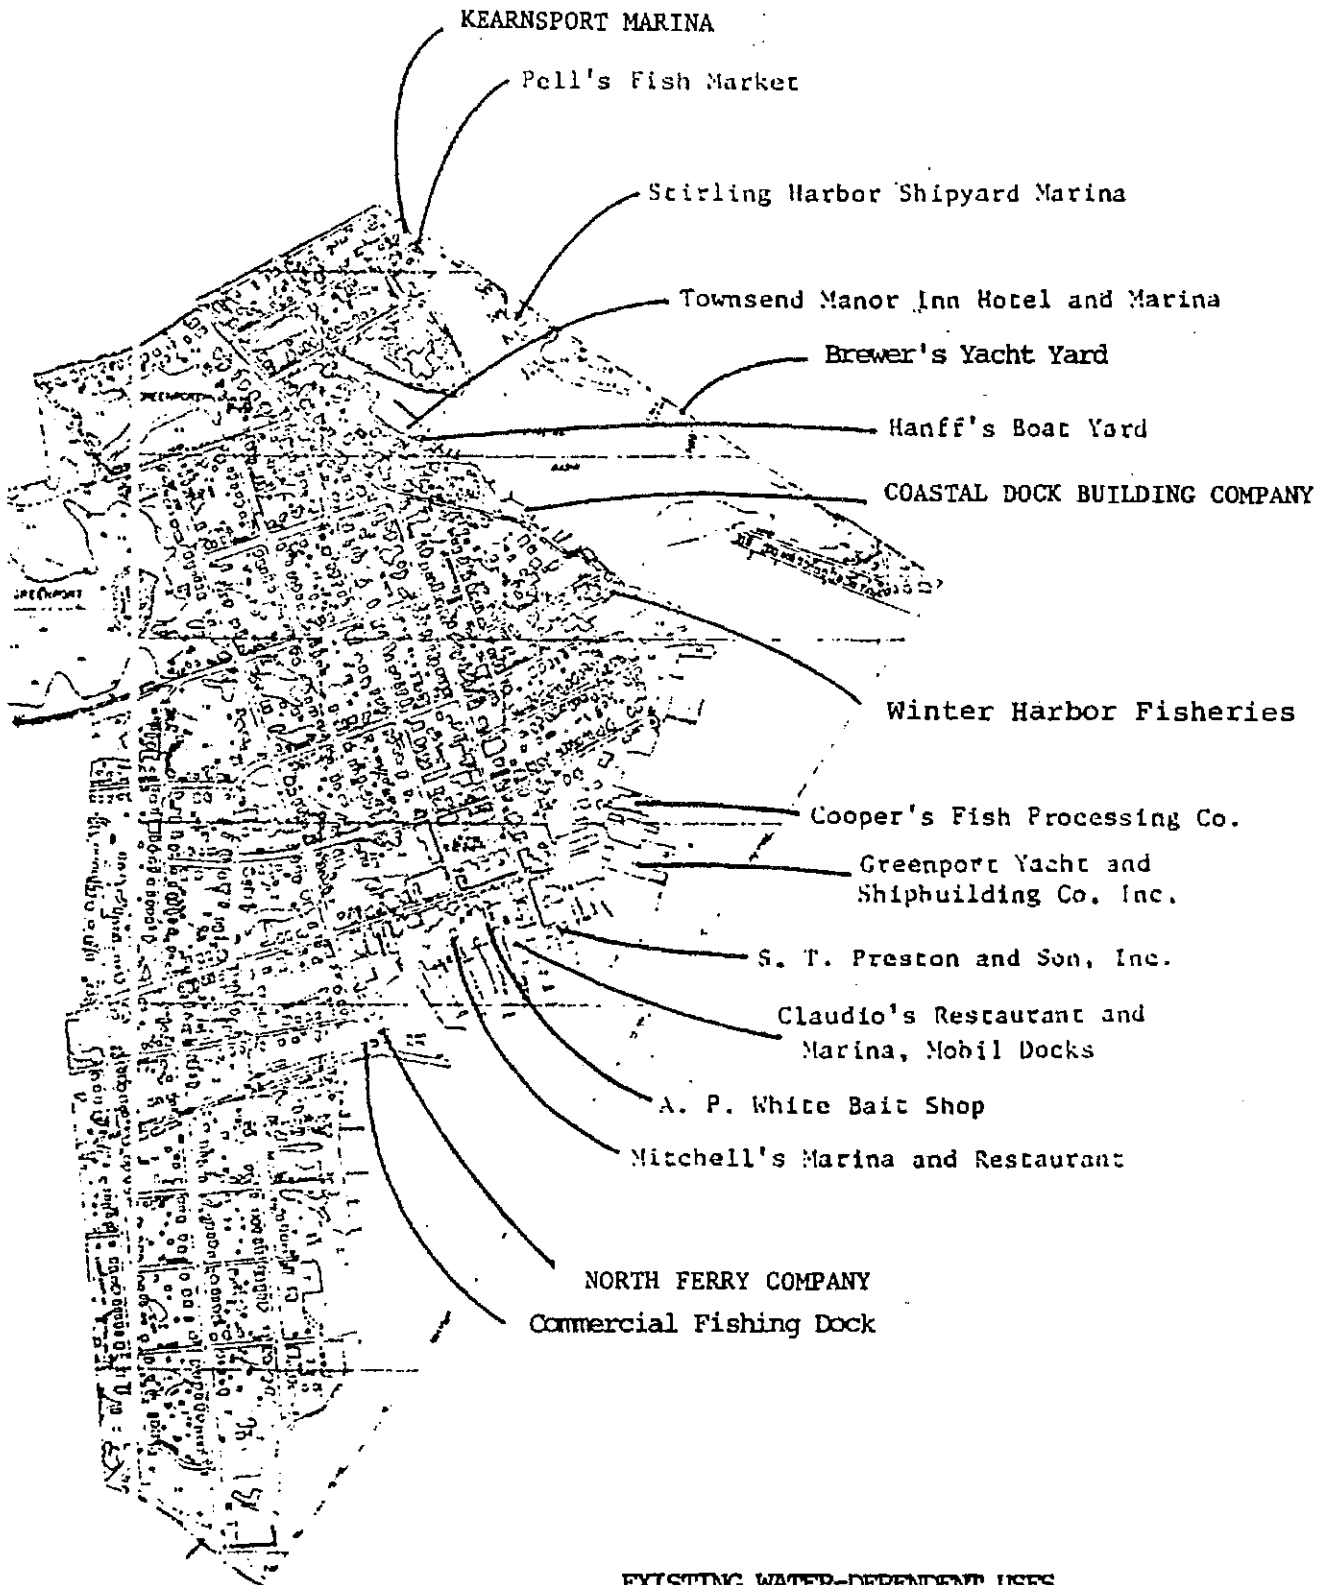 KEARNSPORT MARINA
Pell's Fish Market
Stirling Harbor Shipyard Marina
Townsend Manor Inn Hotel and Marina
Brewer's Yacht Yard
GREENPORT
Hanff's Boat Yard
COASTAL DOCK BUILDING COMPANY
GREENPORT
Winter Harbor Fisheries
Cooper's Fish Processing Co.
Greenport Yacht and
Shipbuilding Co. Inc.
S. T. Preston and Son, Inc.
Claudio's Restaurant and
Marina, Mobil Docks
A. P. White Bait Shop
Mitchell's Marina and Restaurant
NORTH FERRY COMPANY
Commercial Fishing Dock
EXISTING WATER-DEPENDENT USES